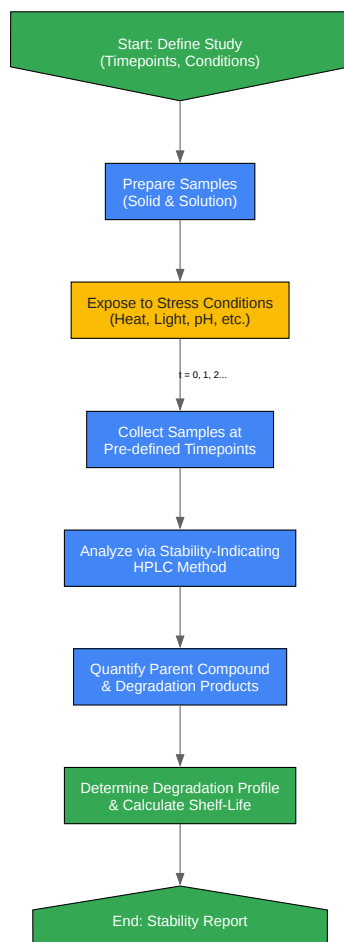 Start: Define Study
(Timepoints, Conditions)
Prepare Samples
(Solid & Solution)
Expose to Stress Conditions
(Heat, Light, pH, etc.)
t = 0, 1, 2...
Collect Samples at
Pre-defined Timepoints
Analyze via Stability-Indicating
HPLC Method
Quantify Parent Compound
& Degradation Products
Determine Degradation Profile
& Calculate Shelf-Life
End: Stability Report